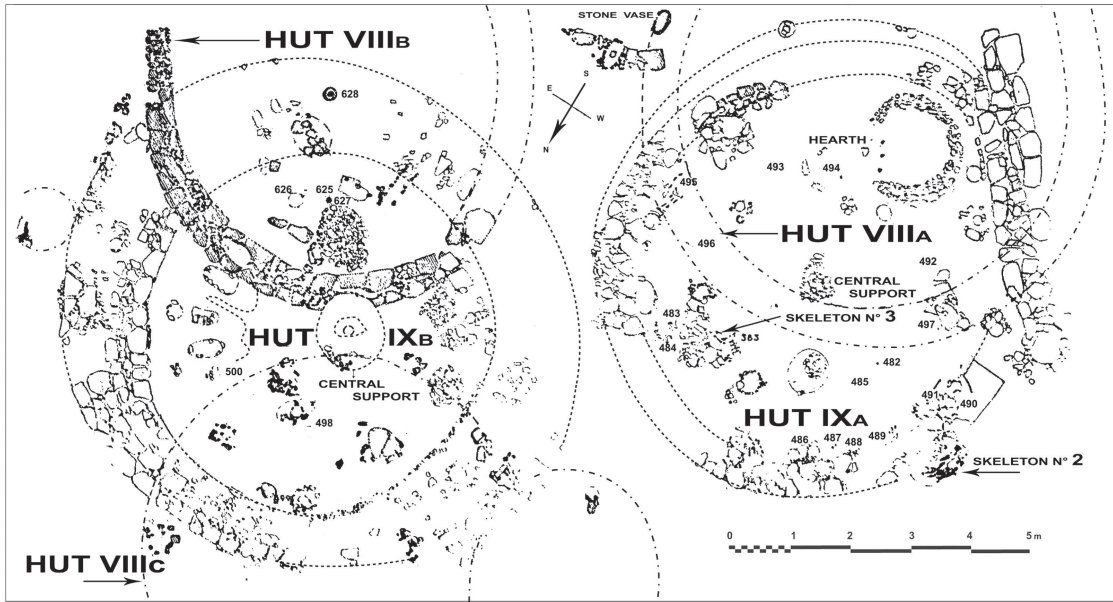 HUT VIIIB
628
626
625
627
HUT IXB
500
CENTRAL
SUPPORT
498
499
HUT VIIIC
STONE VASE
S
E
W
N
HEARTH
493
494
495
496
HUT VIIIA
492
CENTRAL
SUPPORT
SKELETON N° 3
483
383
497
484
482
485
HUT IXA
491
490
486
487
488
489
SKELETON N° 2
0 1 2 3 4 5 m